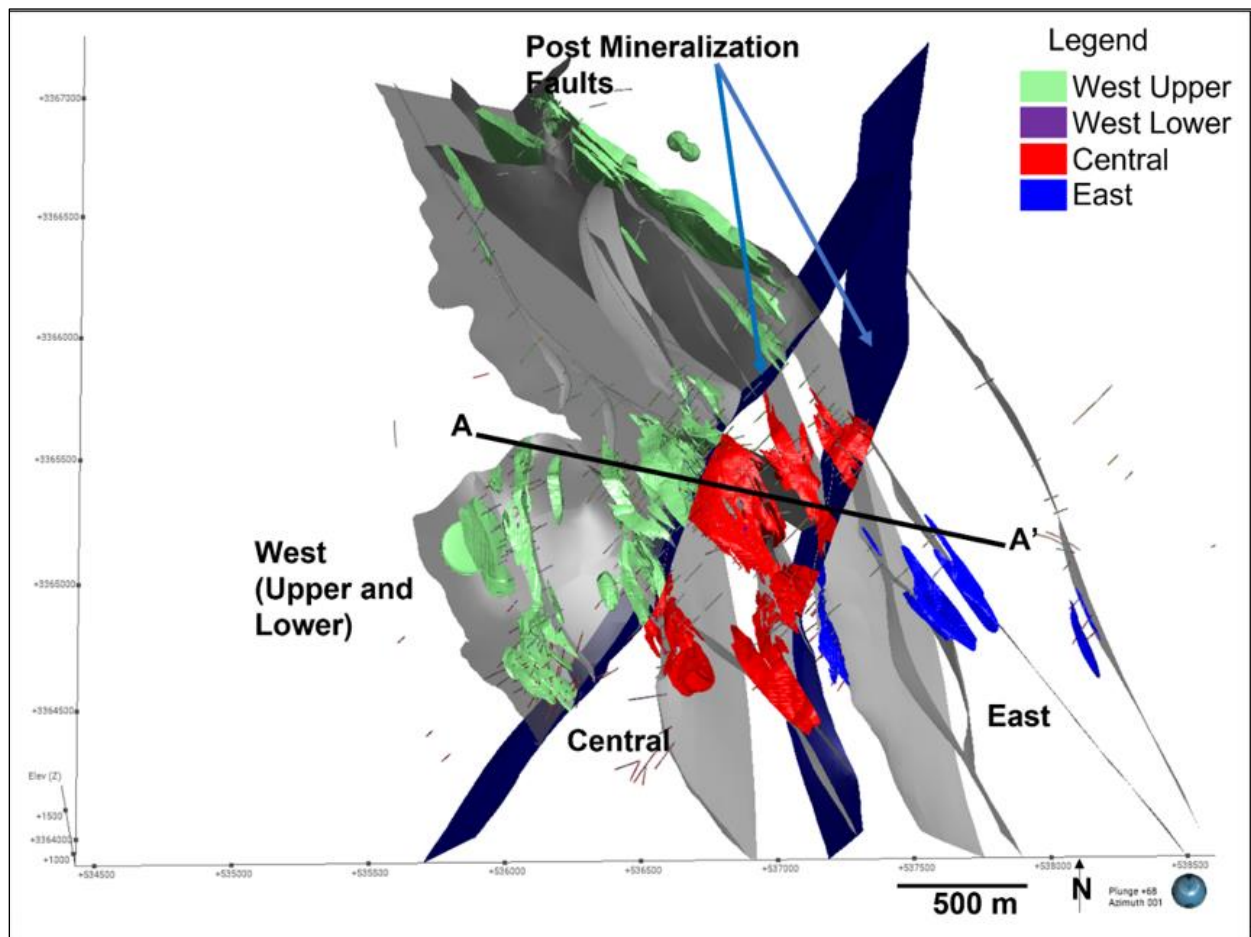 Post Mineralization
Faults
Legend
West Upper
West Lower
Central
East
+3367000
+3366500
+3366000
+3365500
+3365000
+3364500
Elev (Z)
+1500
+3364000
+1000
A
A'
West
(Upper and
Lower)
Central
East
+534500
+535000
+535500
+536000
+536500
+537000
+537500
+538000
+538500
500 m
N
Plunge +68
Azimuth 001